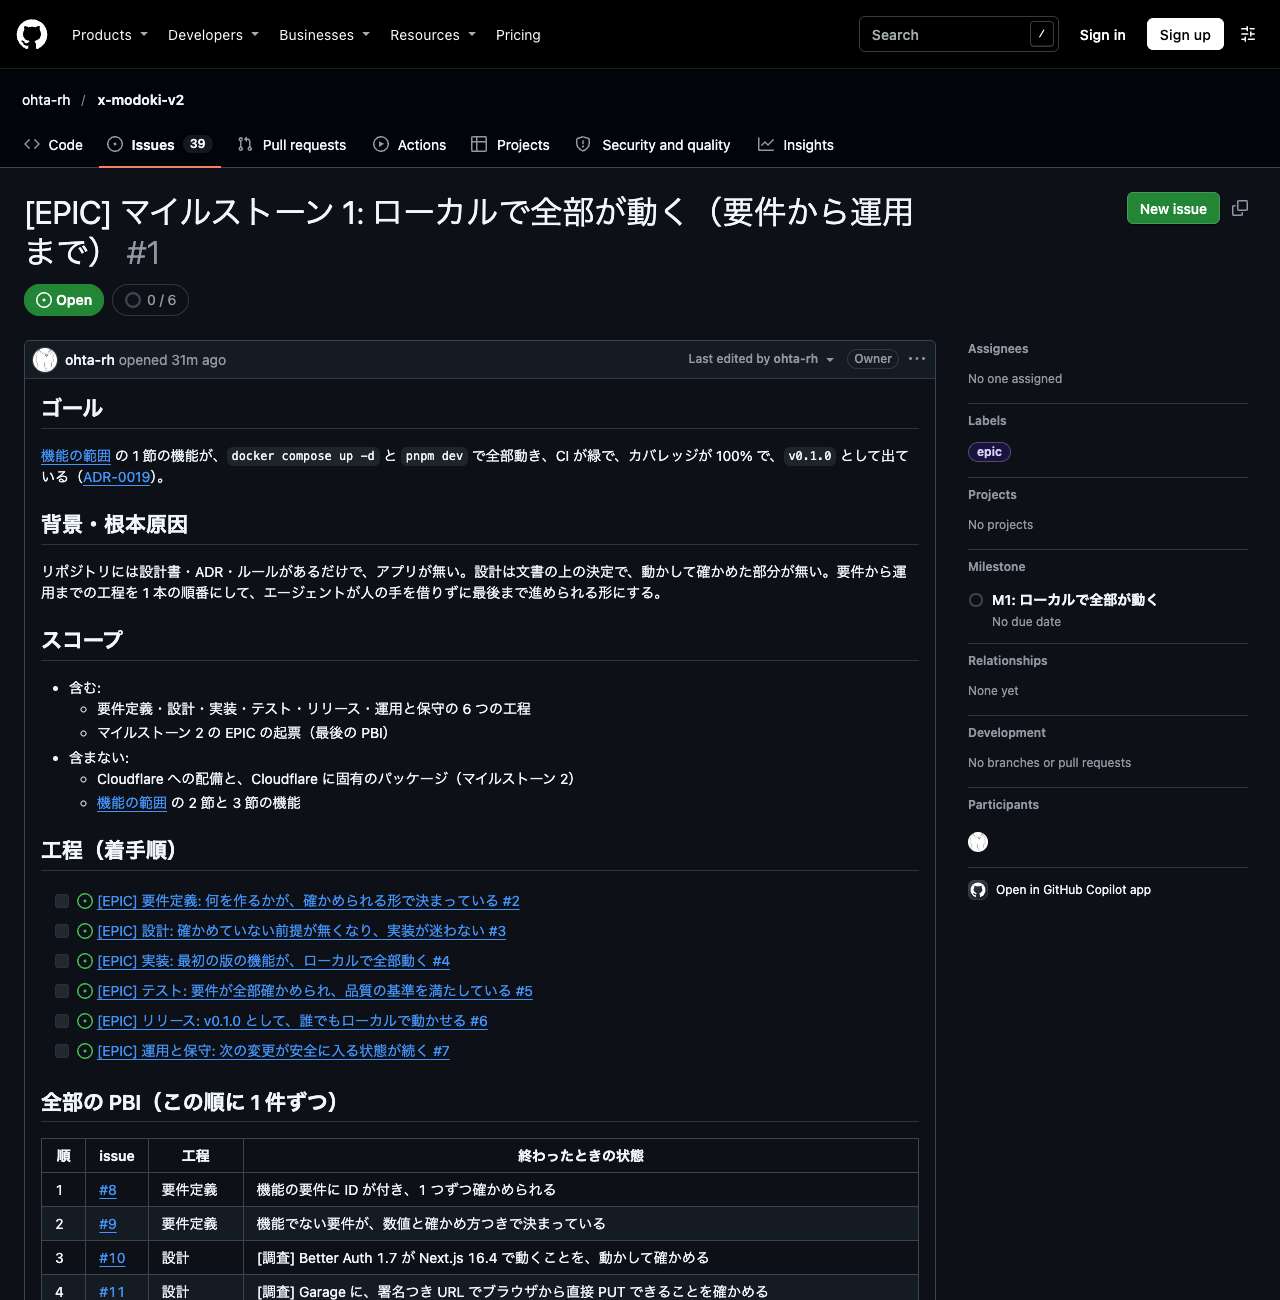 Products Developers Businesses Resources Pricing Search / Sign in Sign up
ohta-rh / x-modoki-v2
Code Issues 39 Pull requests Actions Projects Security and quality Insights
[EPIC] マイルストーン 1: ローカルで全部が動く（要件から運用
まで） #1
New issue
Open 0 / 6
ohta-rh opened 31m ago Last edited by ohta-rh Owner
ゴール
機能の範囲 の 1 節の機能が、 docker compose up -d と pnpm dev で全部動き、CI が緑で、カバレッジが 100% で、 v0.1.0 として出て
いる（ADR-0019）。
背景・根本原因
リポジトリには設計書・ADR・ルールがあるだけで、アプリが無い。設計は文書の上の決定で、動かして確かめた部分が無い。要件から運
用までの工程を 1 本の順番にして、エージェントが人の手を借りずに最後まで進められる形にする。
スコープ
含む:
要件定義・設計・実装・テスト・リリース・運用と保守の 6 つの工程
マイルストーン 2 の EPIC の起票（最後の PBI）
含まない:
Cloudflare への配備と、Cloudflare に固有のパッケージ（マイルストーン 2）
機能の範囲 の 2 節と 3 節の機能
工程（着手順）
[EPIC] 要件定義: 何を作るかが、確かめられる形で決まっている #2
[EPIC] 設計: 確かめていない前提が無くなり、実装が迷わない #3
[EPIC] 実装: 最初の版の機能が、ローカルで全部動く #4
[EPIC] テスト: 要件が全部確かめられ、品質の基準を満たしている #5
[EPIC] リリース: v0.1.0 として、誰でもローカルで動かせる #6
[EPIC] 運用と保守: 次の変更が安全に入る状態が続く #7
全部の PBI（この順に 1 件ずつ）
順 issue 工程 終わったときの状態
1 #8 要件定義 機能の要件に ID が付き、1 つずつ確かめられる
2 #9 要件定義 機能でない要件が、数値と確かめ方つきで決まっている
3 #10 設計 [調査] Better Auth 1.7 が Next.js 16.4 で動くことを、動かして確かめる
4 #11 設計 [調査] Garage に、署名つき URL でブラウザから直接 PUT できることを確かめる
Assignees
No one assigned
Labels
epic
Projects
No projects
Milestone
M1: ローカルで全部が動く
No due date
Relationships
None yet
Development
No branches or pull requests
Participants
Open in GitHub Copilot app